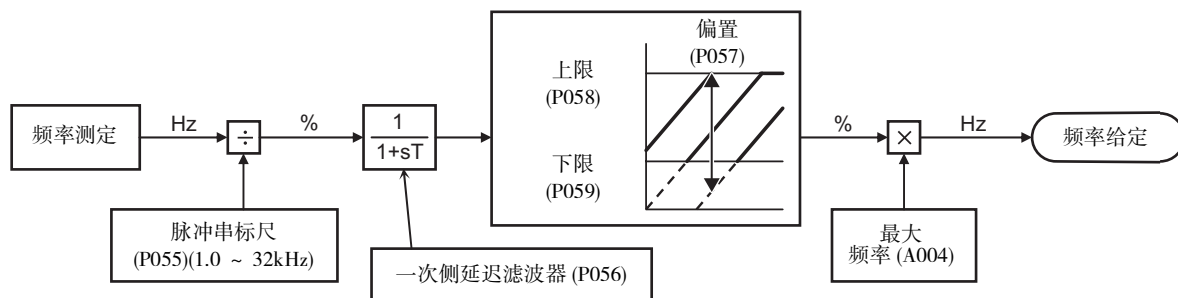 频率测定
Hz
÷
%
1
1+sT
偏置
(P057)
上限
(P058)
下限
(P059)
%
×
Hz
频率给定
脉冲串标尺
(P055)(1.0 ~ 32kHz)
一次侧延迟滤波器 (P056)
最大
频率 (A004)